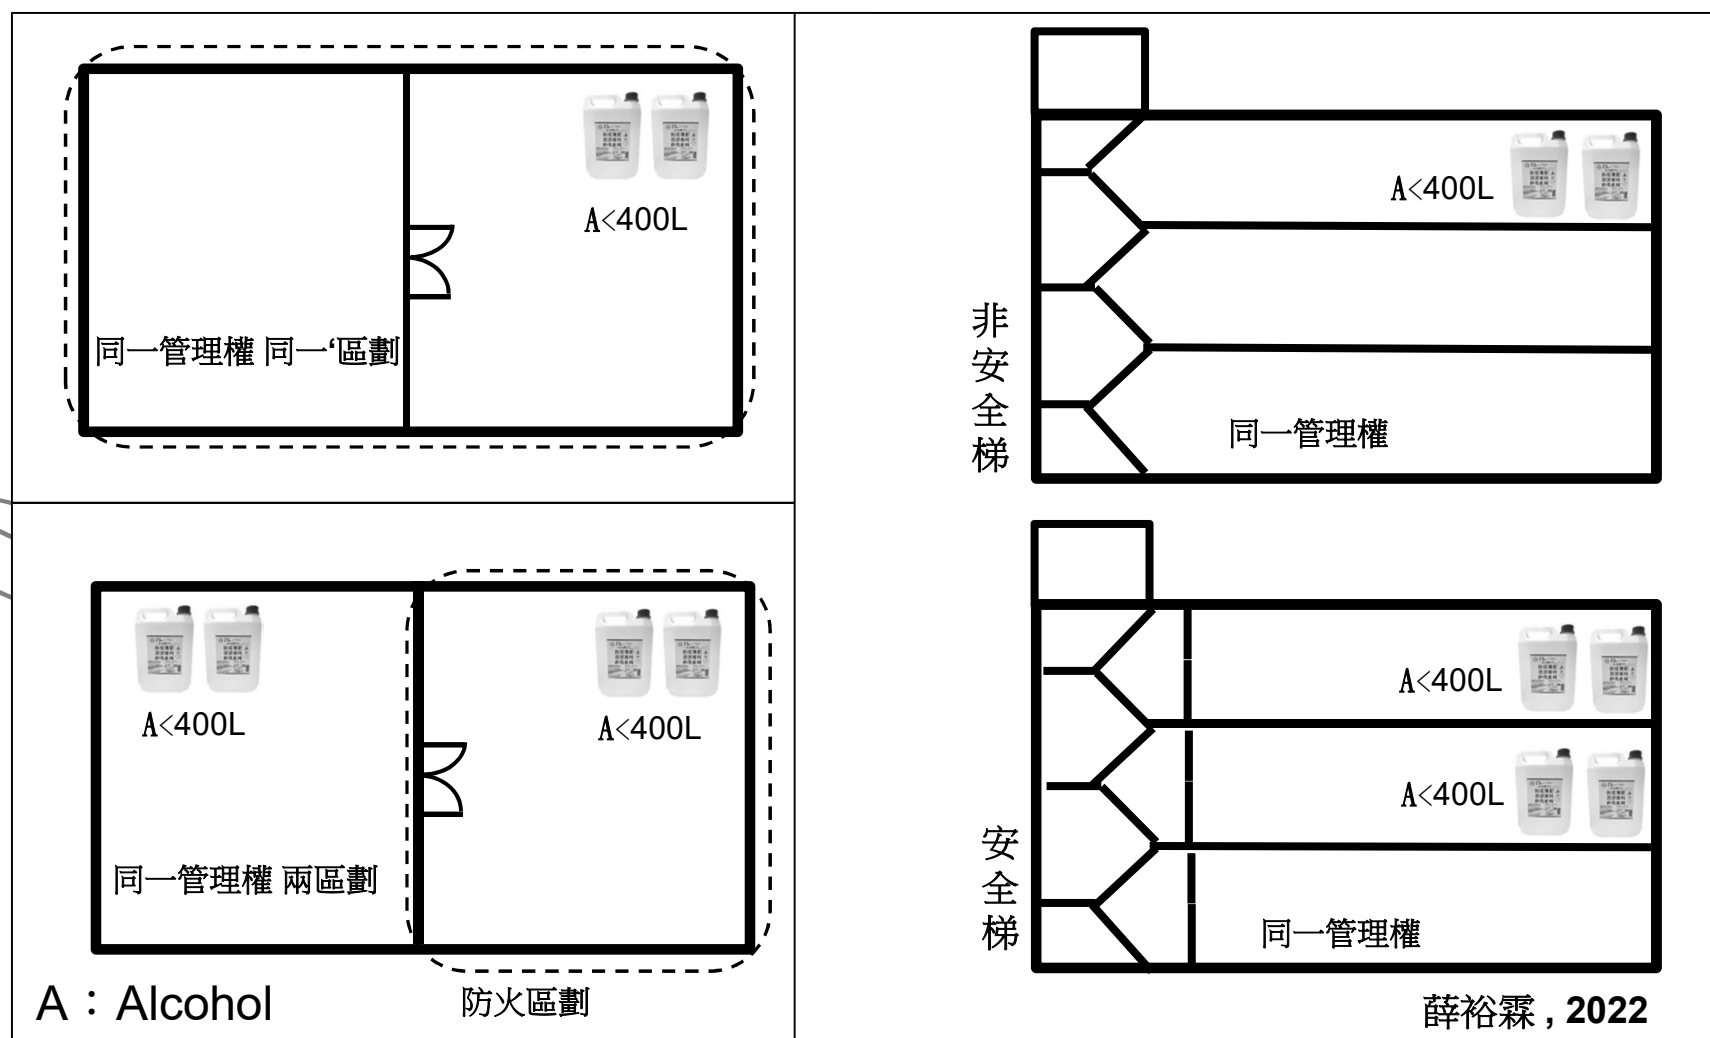 A<400L
同一管理權 同一‘區劃
A<400L
A<400L
同一管理權 兩區劃
A：Alcohol
防火區劃
A<400L
非安全梯
同一管理權
A<400L
A<400L
安全梯
同一管理權
薛裕霖 , 2022